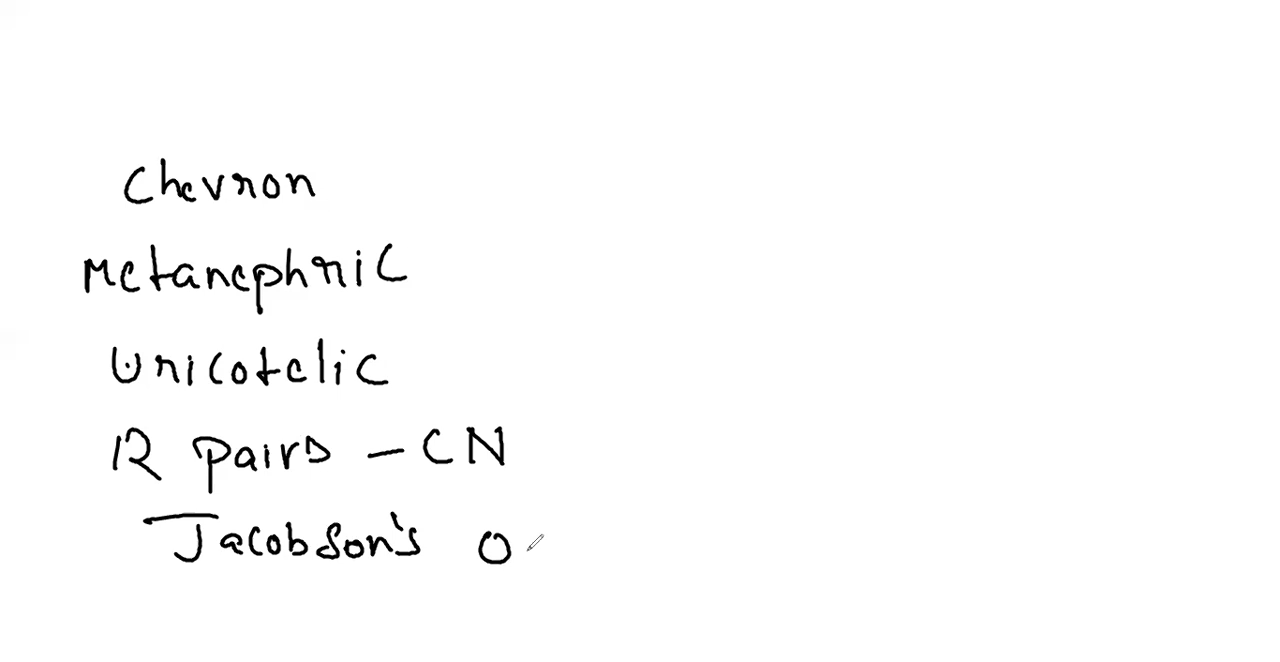 Chevron
Metanephric
Uricotelic
12 pairs – CN
Jacobson's O